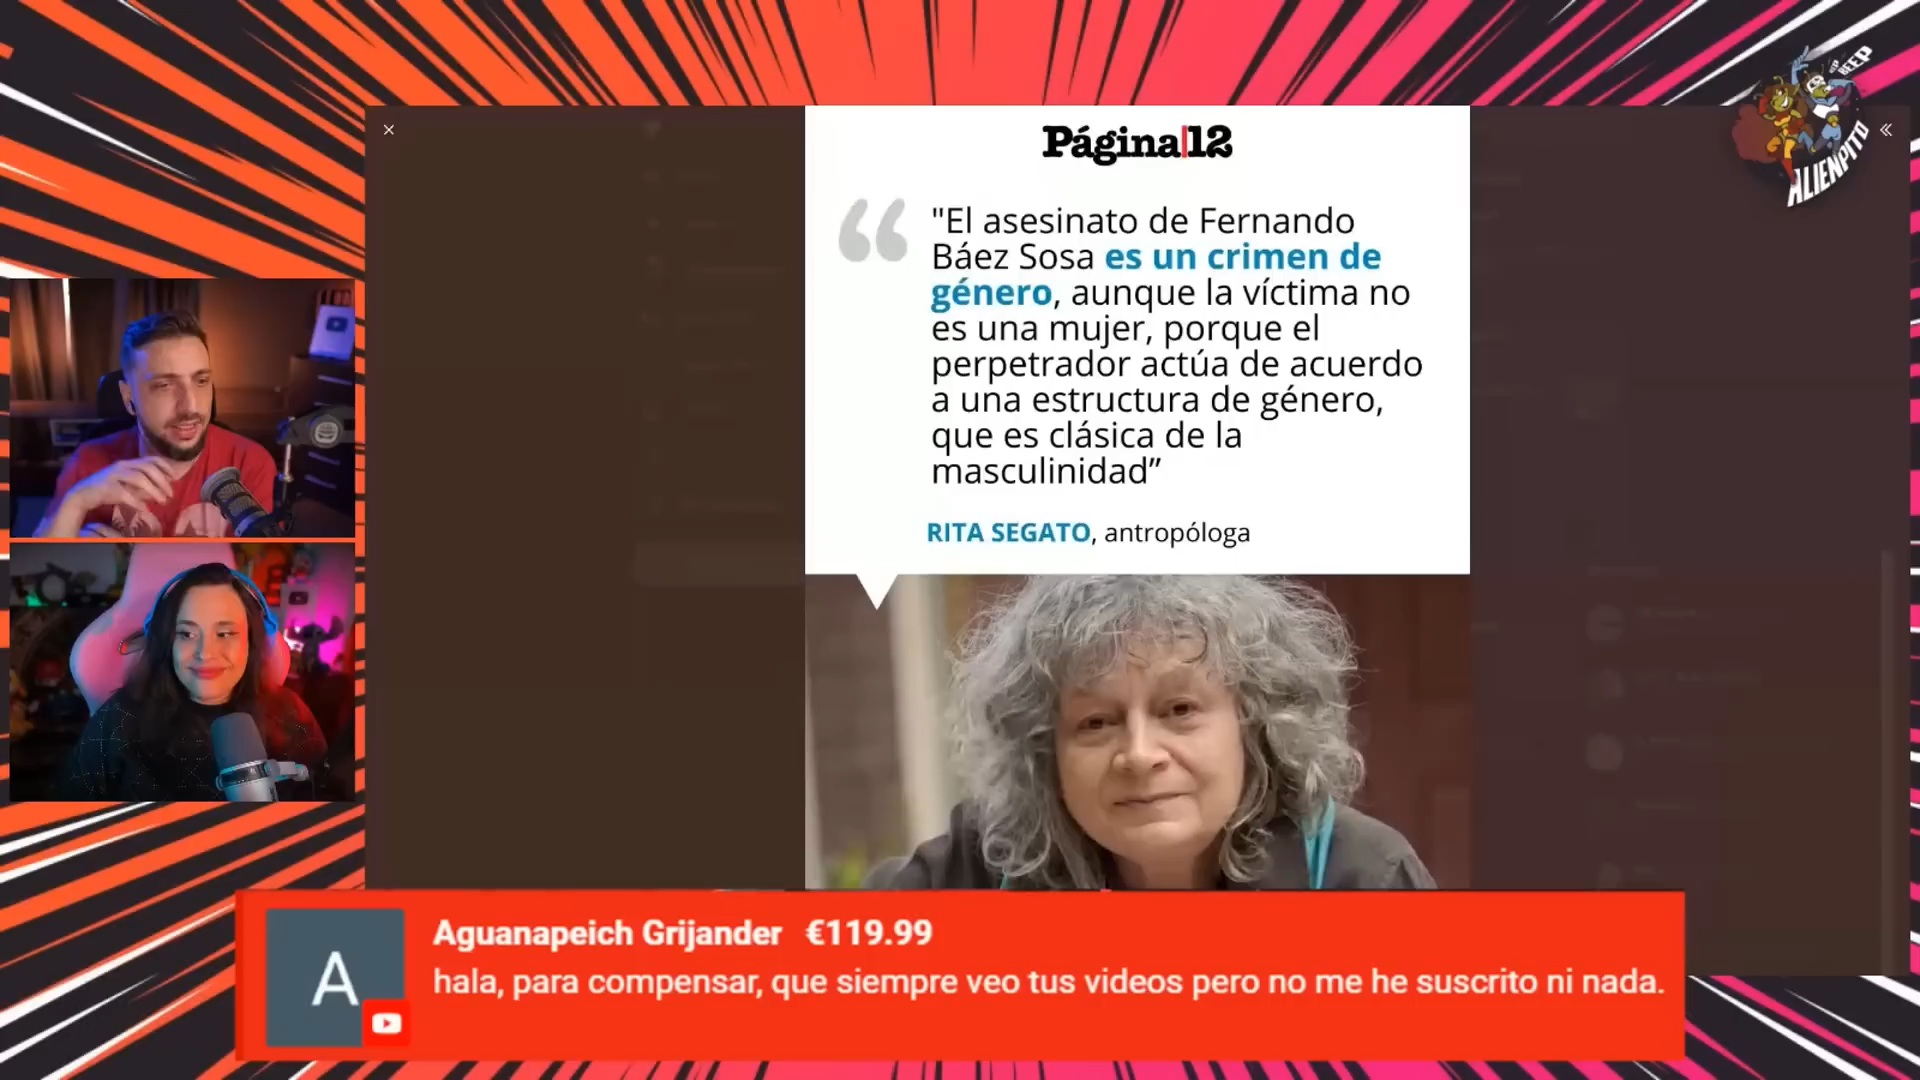 BEEP BEEP
ALIENPITO
Página|12
"El asesinato de Fernando
Báez Sosa es un crimen de
género, aunque la víctima no
es una mujer, porque el
perpetrador actúa de acuerdo
a una estructura de género,
que es clásica de la
masculinidad”
RITA SEGATO, antropóloga
A
Aguanapeich Grijander €119.99
hala, para compensar, que siempre veo tus videos pero no me he suscrito ni nada.